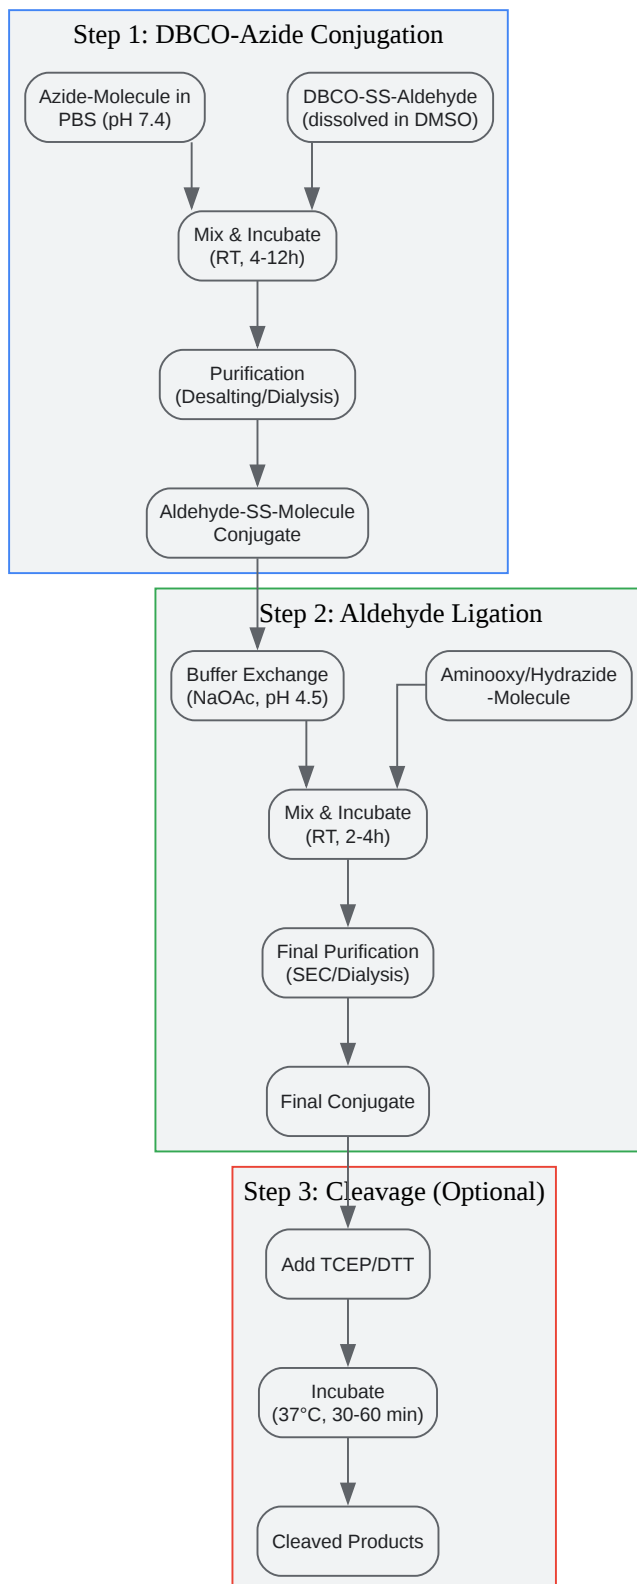 Step 1: DBCO-Azide Conjugation
Azide-Molecule in
PBS (pH 7.4)
DBCO-SS-Aldehyde
(dissolved in DMSO)
Mix & Incubate
(RT, 4-12h)
Purification
(Desalting/Dialysis)
Aldehyde-SS-Molecule
Conjugate
Step 2: Aldehyde Ligation
Buffer Exchange
(NaOAc, pH 4.5)
Aminooxy/Hydrazide
-Molecule
Mix & Incubate
(RT, 2-4h)
Final Purification
(SEC/Dialysis)
Final Conjugate
Step 3: Cleavage (Optional)
Add TCEP/DTT
Incubate
(37°C, 30-60 min)
Cleaved Products